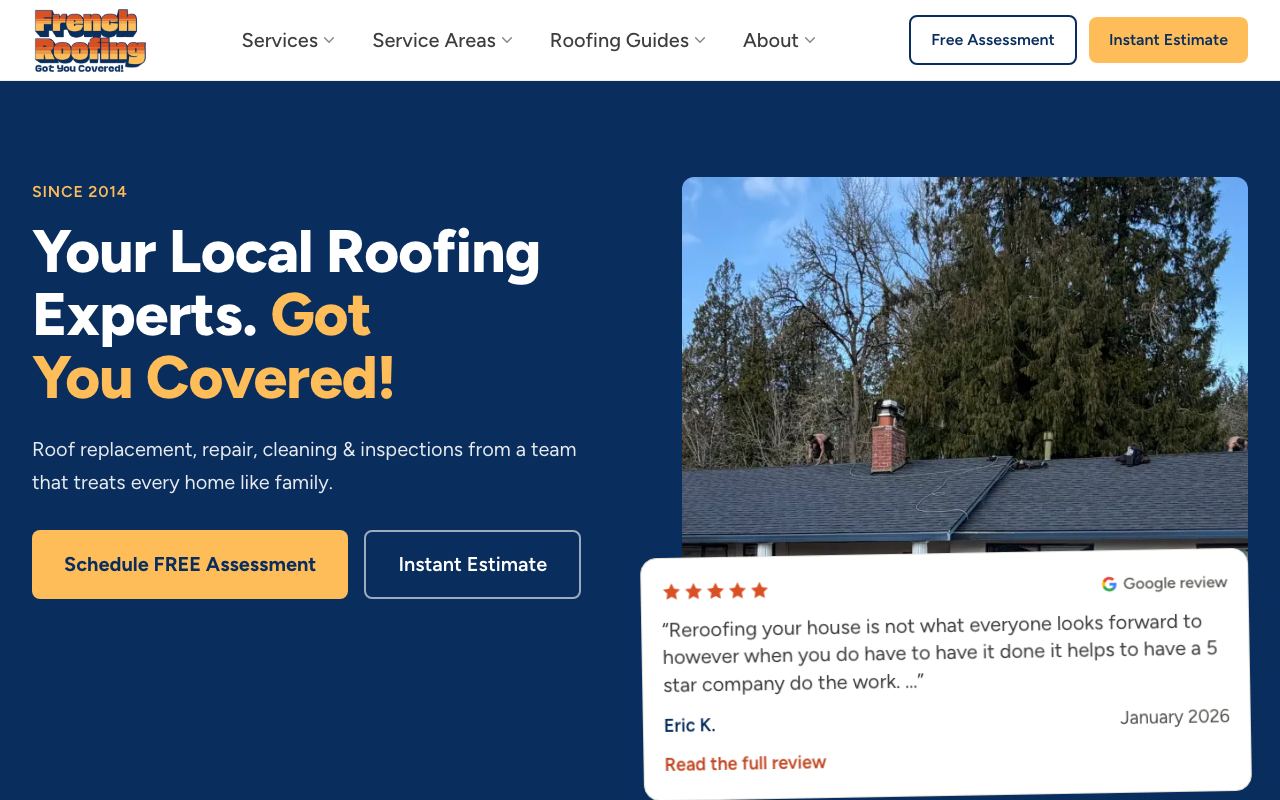 French
Roofing
Got You Covered!
Services
Service Areas
Roofing Guides
About
Free Assessment
Instant Estimate
SINCE 2014
Your Local Roofing
Experts. Got
You Covered!
Roof replacement, repair, cleaning & inspections from a team
that treats every home like family.
Schedule FREE Assessment
Instant Estimate
Google review
“Reroofing your house is not what everyone looks forward to
however when you do have to have it done it helps to have a 5
star company do the work. ...”
Eric K.
January 2026
Read the full review